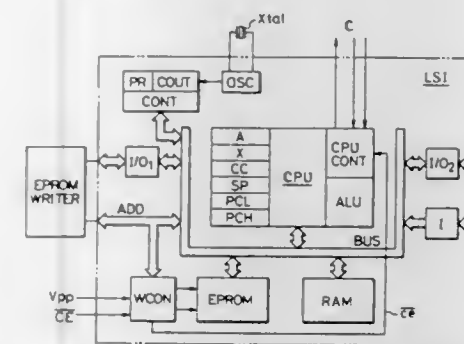 Xtal
C
LSI
PR COUT OSC
CONT
A
X
CC
SP
PCL
PCH
CPU
CPU
CONT
ALU
EPROM
WRITER
I/O1
I/O2
I
ADD
BUS
Vpp
CE
WCON
EPROM
RAM
ce